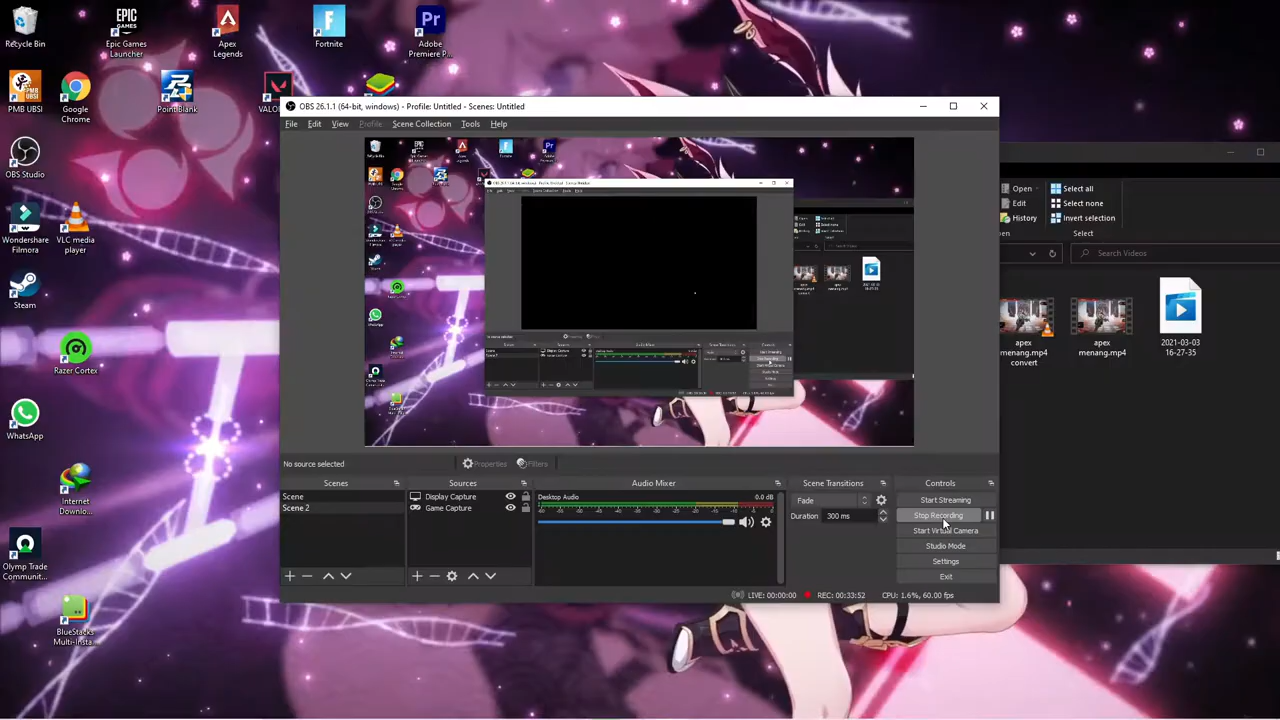 Recycle Bin
Epic Games
Launcher
Apex
Legends
Fortnite
Adobe
Premiere P...
PMB UBSI
Google
Chrome
Point Blank
OBS Studio
Wondershare
Filmora
VLC media
player
Steam
Razer Cortex
WhatsApp
Internet
Downlo...
Olymp Trade
Communit...
BlueStacks
Multi-Insta...
OBS 26.1.1 (64-bit, windows) - Profile: Untitled - Scenes: Untitled
File Edit View Profile Scene Collection Tools Help
No source selected
Properties
Filters
Scenes
Scene
Scene 2
Sources
Display Capture
Game Capture
Audio Mixer
Desktop Audio
0.0 dB
Scene Transitions
Fade
Duration 300 ms
Controls
Start Streaming
Stop Recording
Start Virtual Camera
Studio Mode
Settings
Exit
LIVE: 00:00:00
REC: 00:33:52
CPU: 1.6%, 60.00 fps
Open
Edit
History
Select all
Select none
Invert selection
Select
Search Videos
apex
menang.mp4
convert
apex
menang.mp4
2021-03-03
16-27-35